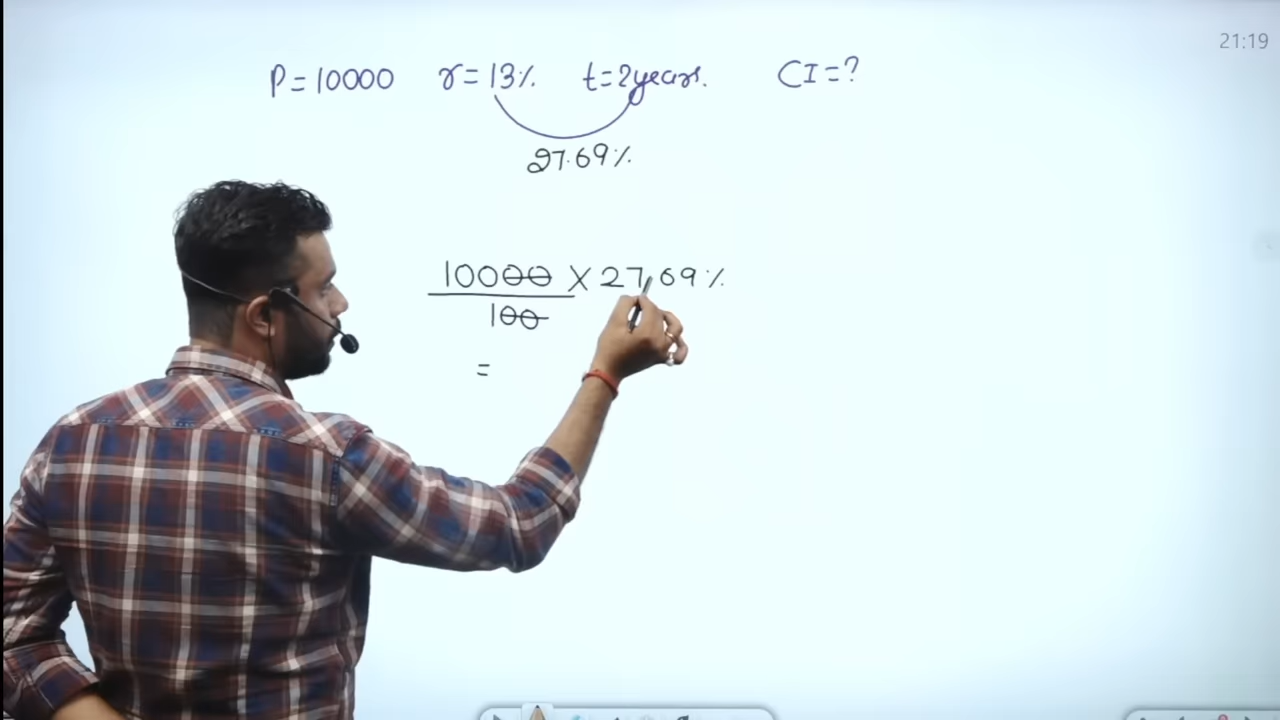 21:19
P=10000 r=13% t=2years. CI=?
27.69%
10000 × 27.69%
100
=